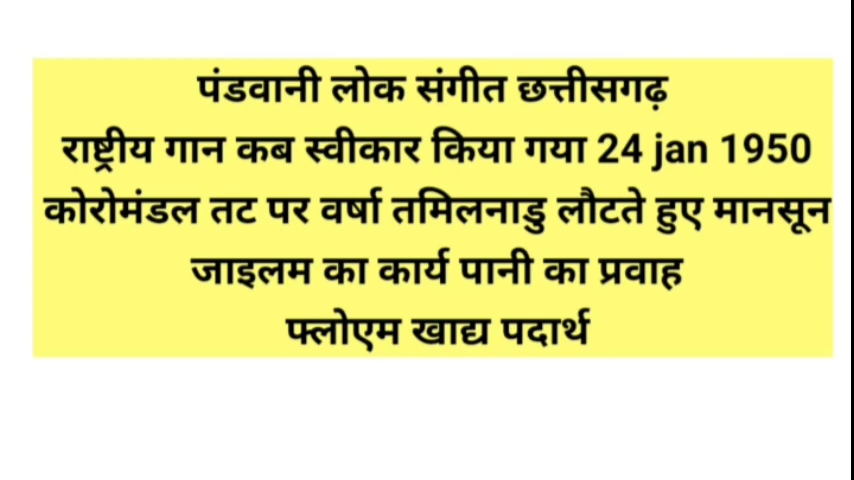 पंडवानी लोक संगीत छत्तीसगढ़
राष्ट्रीय गान कब स्वीकार किया गया 24 jan 1950
कोरोमंडल तट पर वर्षा तमिलनाडु लौटते हुए मानसून
जाइलम का कार्य पानी का प्रवाह
फ्लोएम खाद्य पदार्थ